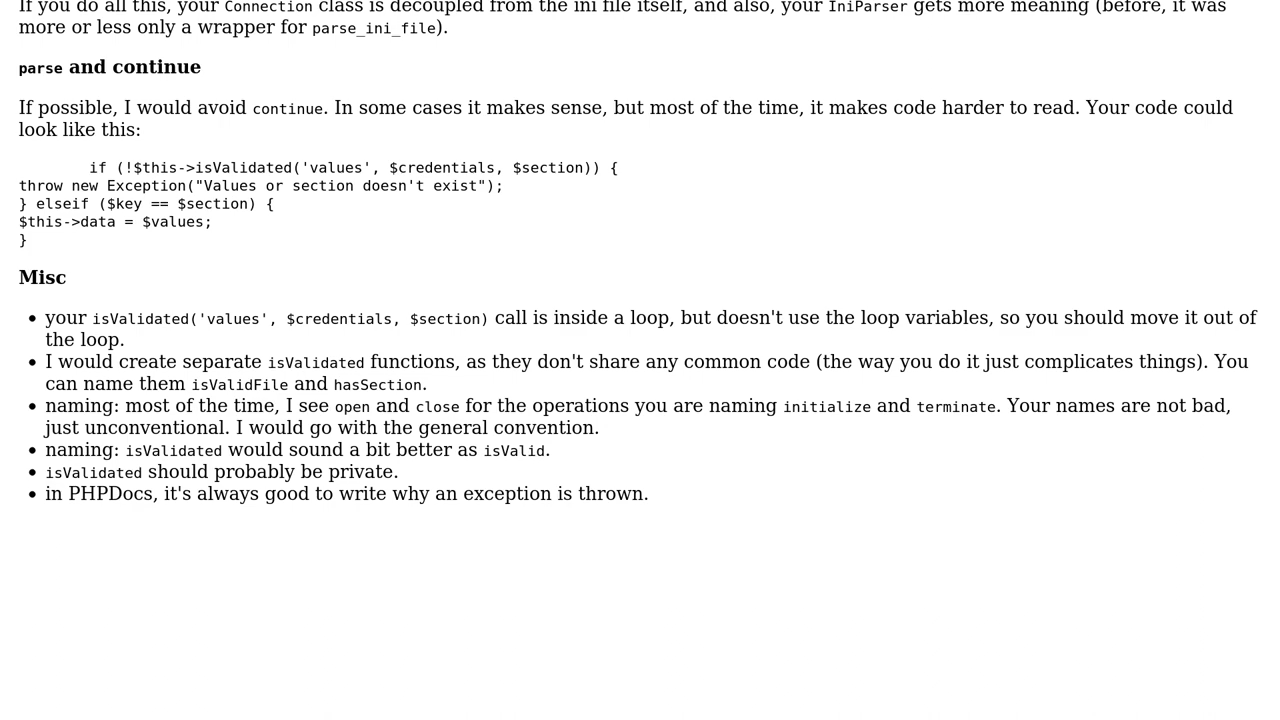 If you do all this, your Connection class is decoupled from the ini file itself, and also, your IniParser gets more meaning (before, it was
more or less only a wrapper for parse_ini_file).
parse and continue
If possible, I would avoid continue. In some cases it makes sense, but most of the time, it makes code harder to read. Your code could
look like this:
if (!$this->isValidated('values', $credentials, $section)) {
throw new Exception("Values or section doesn't exist");
} elseif ($key == $section) {
$this->data = $values;
}
Misc
• your isValidated('values', $credentials, $section) call is inside a loop, but doesn't use the loop variables, so you should move it out of
the loop.
• I would create separate isValidated functions, as they don't share any common code (the way you do it just complicates things). You
can name them isValidFile and hasSection.
• naming: most of the time, I see open and close for the operations you are naming initialize and terminate. Your names are not bad,
just unconventional. I would go with the general convention.
• naming: isValidated would sound a bit better as isValid.
• isValidated should probably be private.
• in PHPDocs, it's always good to write why an exception is thrown.